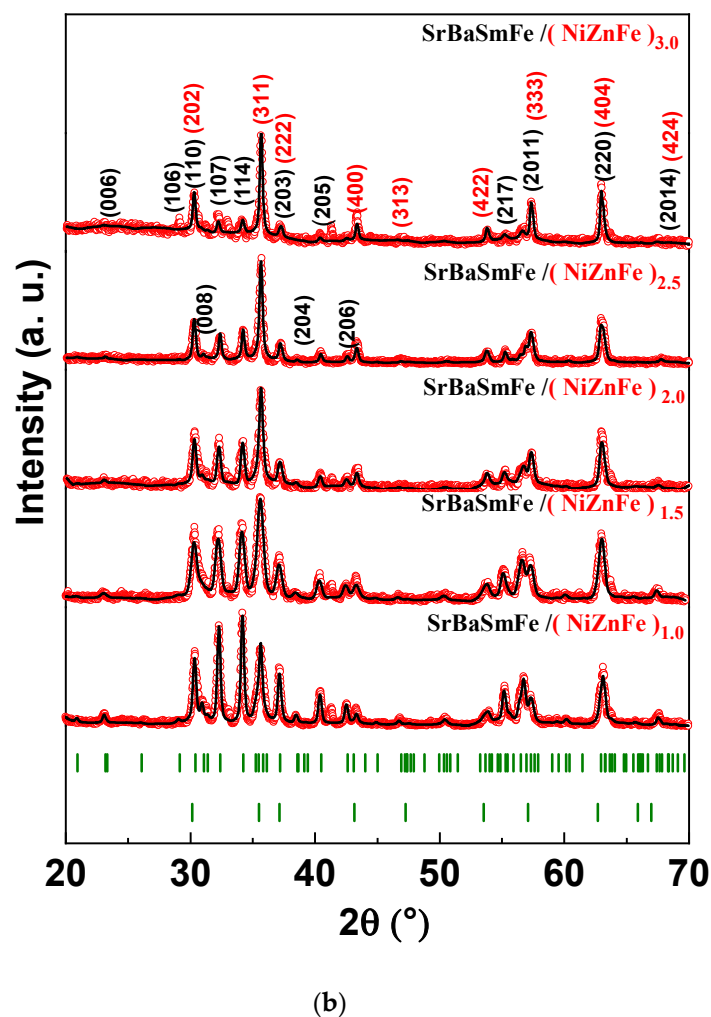 SrBaSmFe /( NiZnFe )3.0
(006)
(106)
(110)
(202)
(107)
(114)
(311)
(203)
(222)
(205)
(400)
(313)
(422)
(217)
(2011)
(333)
(220)
(404)
(2014)
(424)
SrBaSmFe /( NiZnFe )2.5
(008)
(204)
(206)
SrBaSmFe /( NiZnFe ) 2.0
SrBaSmFe /( NiZnFe ) 1.5
SrBaSmFe /( NiZnFe )1.0
Intensity (a. u.)
20 30 40 50 60 70
2θ (°)
(b)